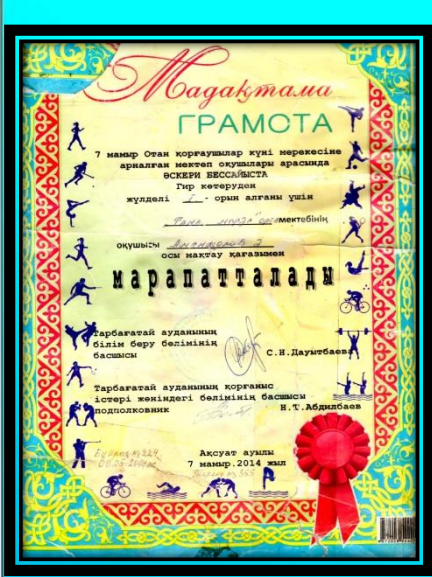 Мадақтама
ГРАМОТА
7 мамыр Отан қорғаушылар күні мерекесіне
арналған мектеп оқушылары арасында
ӘСКЕРИ БЕССАЙЫСТА
Гир көтеруден
жүлделі I - орын алғаны үшін
мектебінің
оқушысы
осы мақтау қағазымен
марапатталады
Тарбағатай ауданының
білім беру бөлімінің
басшысы С.Н.Даутбаев
Тарбағатай ауданының қорғаныс
істері жөніндегі бөлімінің басшысы
подполковник Н.Т.Абдилбаев
Ақсуат ауылы
7 мамыр.2014 жыл